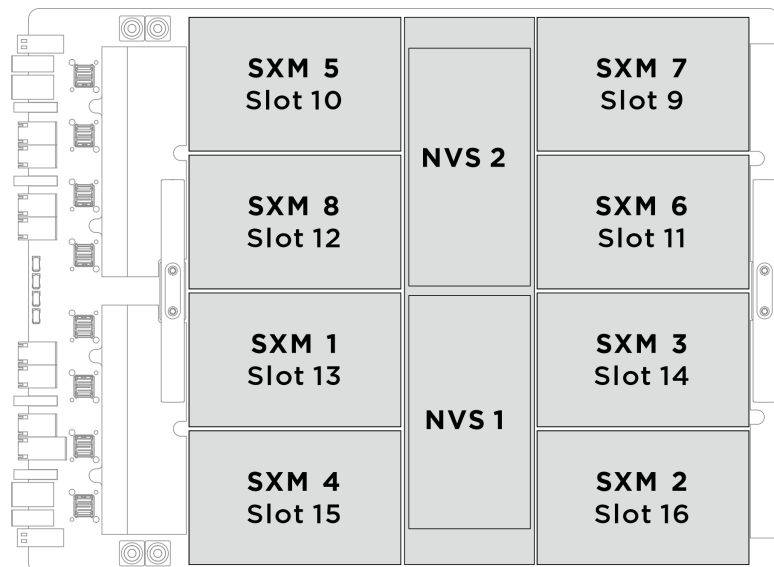 SXM 5
Slot 10
SXM 7
Slot 9
NVS 2
SXM 8
Slot 12
SXM 6
Slot 11
SXM 1
Slot 13
SXM 3
Slot 14
NVS 1
SXM 4
Slot 15
SXM 2
Slot 16